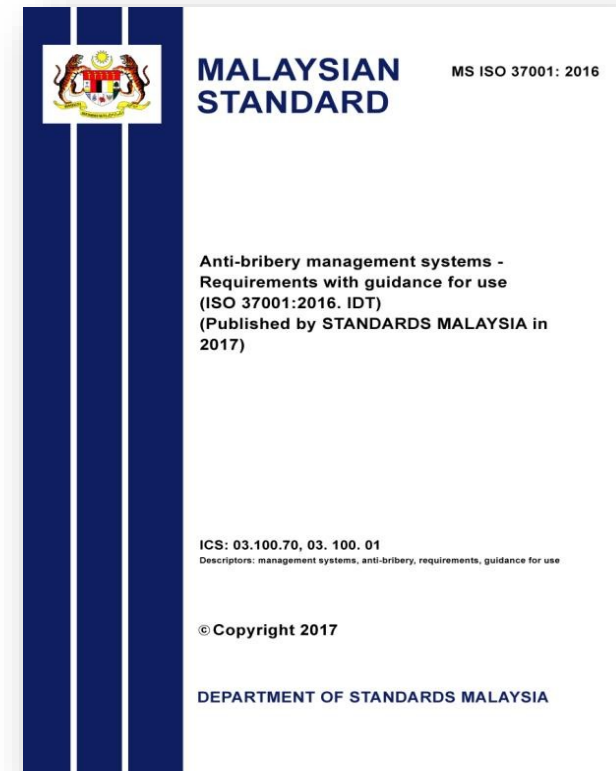 MALAYSIAN
STANDARD
MS ISO 37001: 2016
Anti-bribery management systems -
Requirements with guidance for use
(ISO 37001:2016. IDT)
(Published by STANDARDS MALAYSIA in
2017)
ICS: 03.100.70, 03. 100. 01
Descriptors: management systems, anti-bribery, requirements, guidance for use
© Copyright 2017
DEPARTMENT OF STANDARDS MALAYSIA